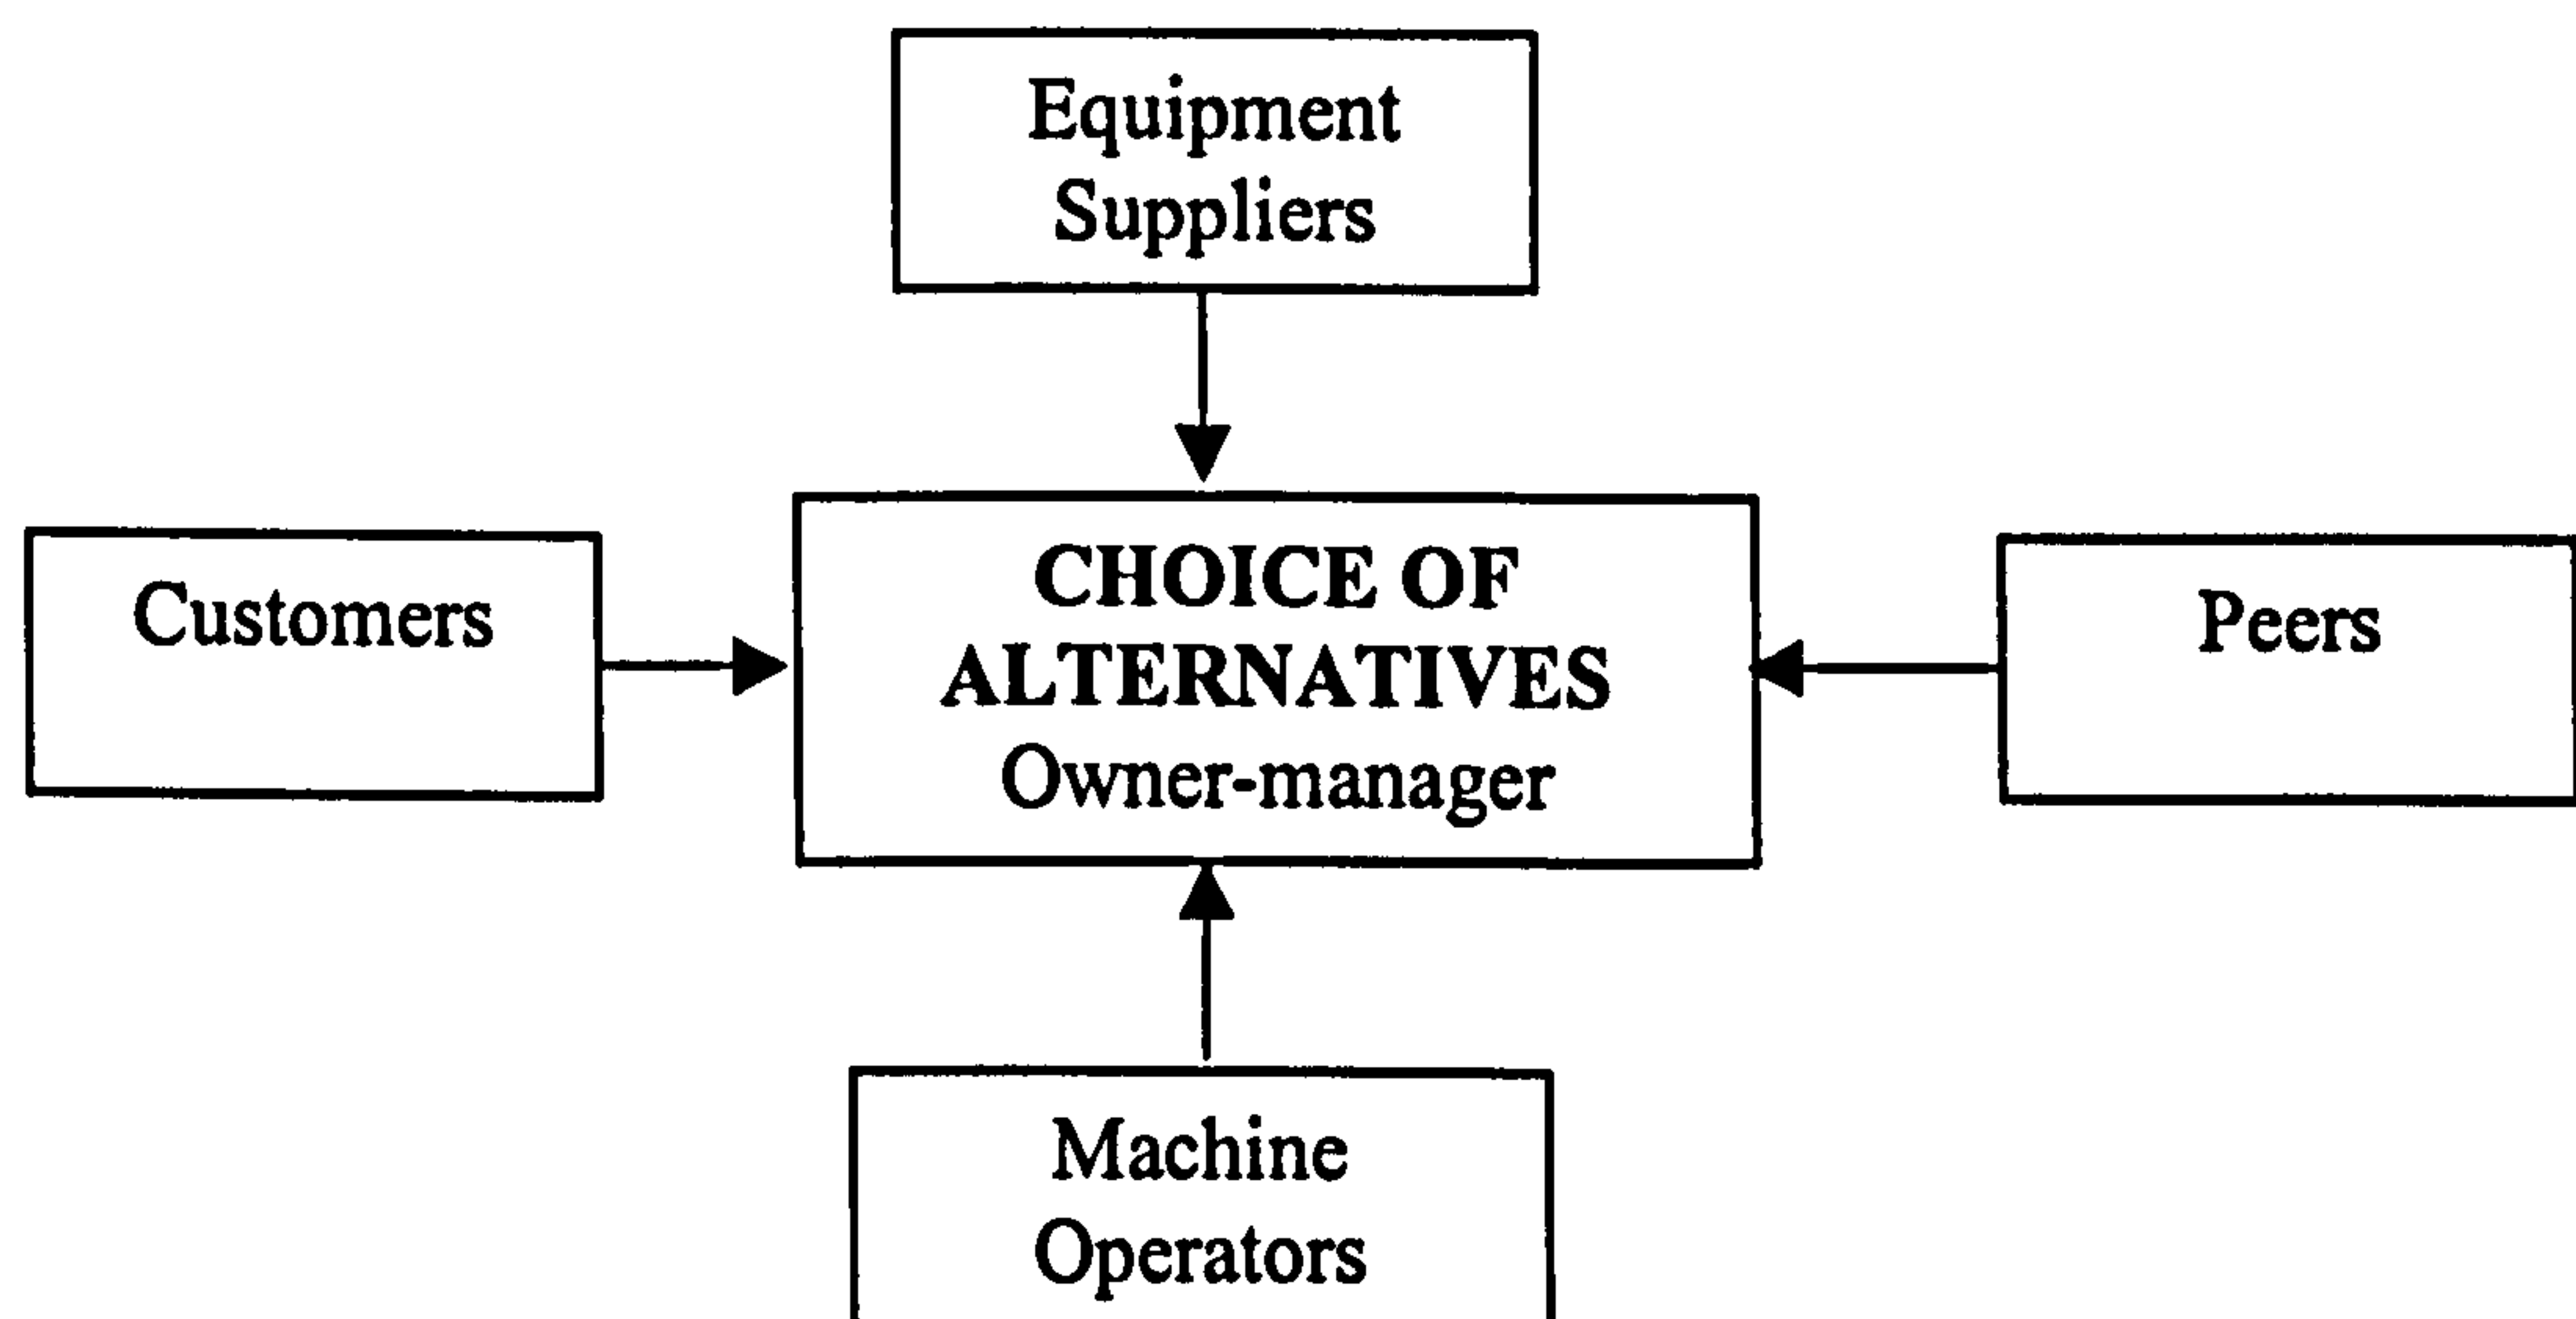 Equipment
Suppliers
Customers
CHOICE OF
ALTERNATIVES
Owner-manager
Peers
Machine
Operators